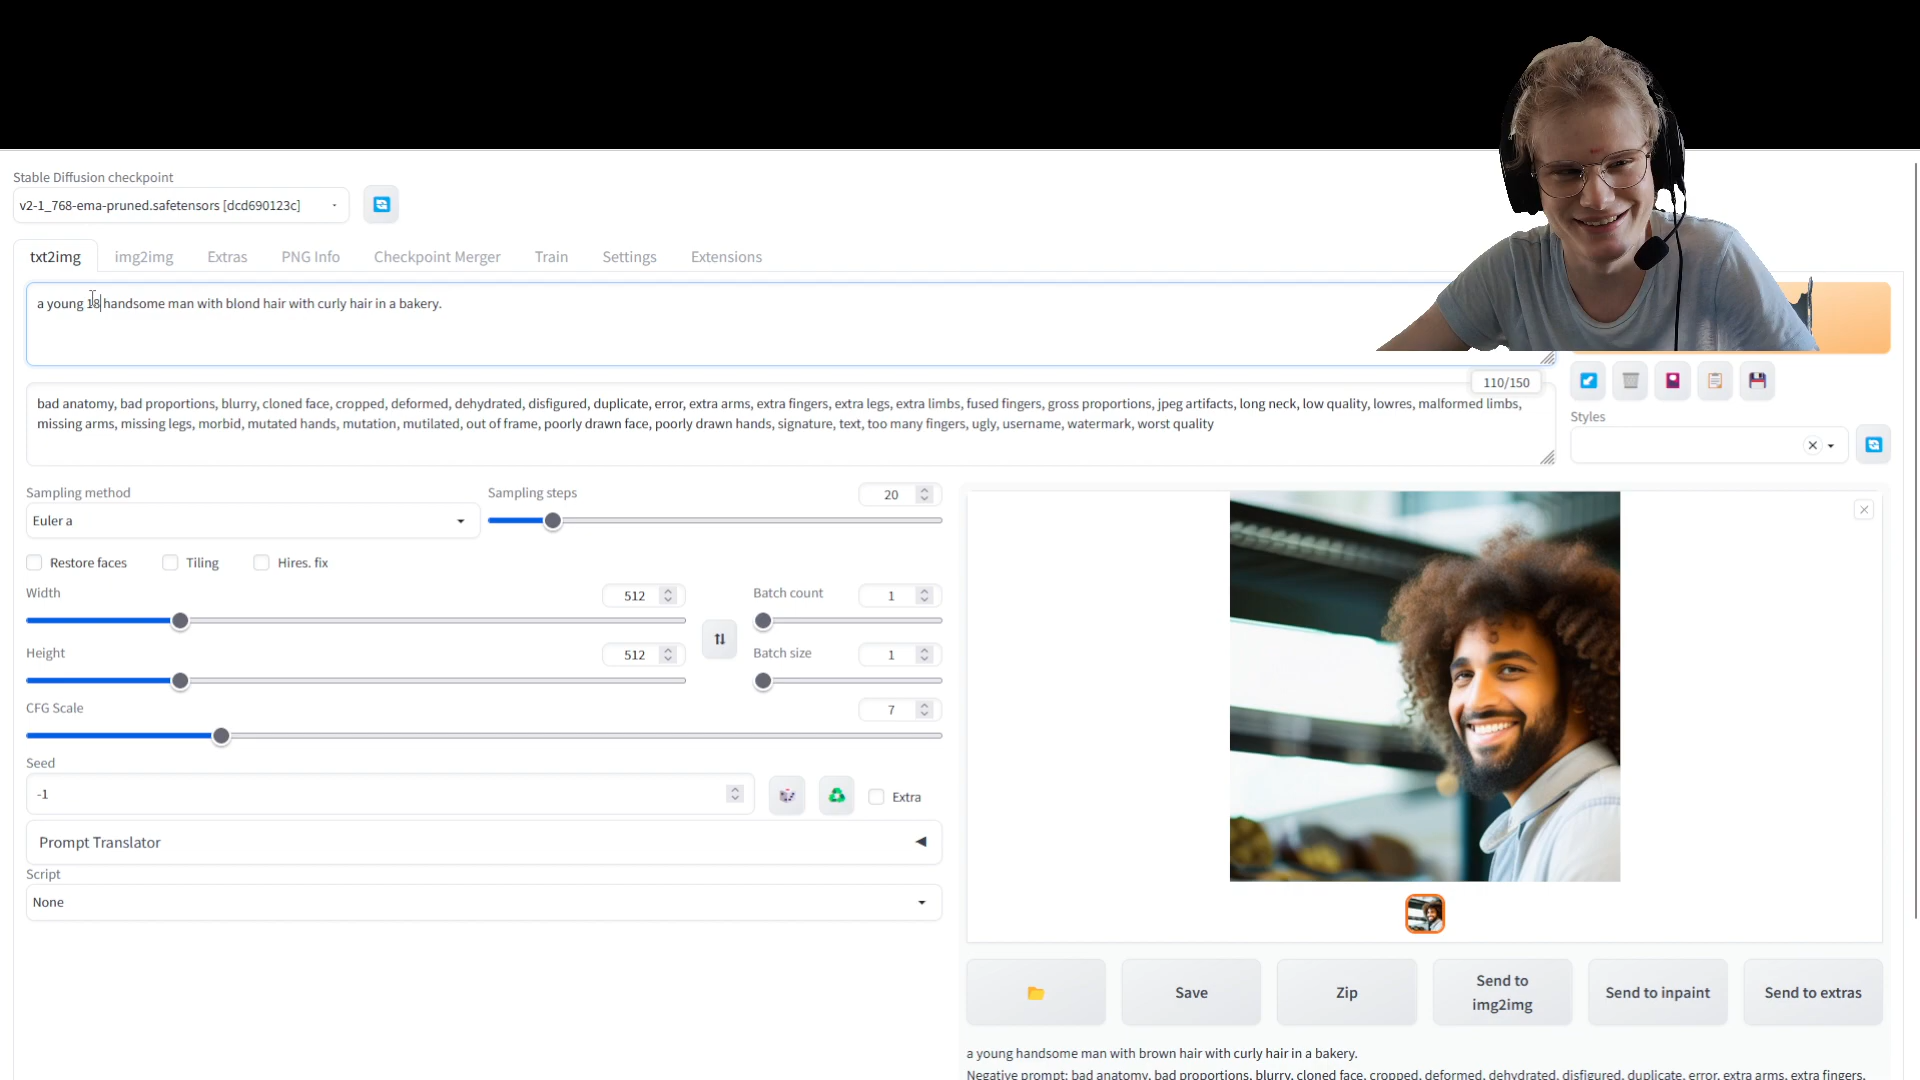 Stable Diffusion checkpoint
v2-1_768-ema-pruned.safetensors [dcd690123c]
txt2img
img2img
Extras
PNG Info
Checkpoint Merger
Train
Settings
Extensions
a young 18 handsome man with blond hair with curly hair in a bakery.
110/150
bad anatomy, bad proportions, blurry, cloned face, cropped, deformed, dehydrated, disfigured, duplicate, error, extra arms, extra fingers, extra legs, extra limbs, fused fingers, gross proportions, jpeg artifacts, long neck, low quality, lowres, malformed limbs,
missing arms, missing legs, morbid, mutated hands, mutation, mutilated, out of frame, poorly drawn face, poorly drawn hands, signature, text, too many fingers, ugly, username, watermark, worst quality
Styles
Sampling method
Euler a
Sampling steps
20
Restore faces
Tiling
Hires. fix
Width
512
Batch count
1
Height
512
Batch size
1
CFG Scale
7
Seed
-1
Extra
Prompt Translator
Script
None
Save
Zip
Send to
img2img
Send to inpaint
Send to extras
a young handsome man with brown hair with curly hair in a bakery.
Negative prompt: bad anatomy, bad proportions, blurry, cloned face, cropped, deformed, dehydrated, disfigured, duplicate, error, extra arms, extra fingers,